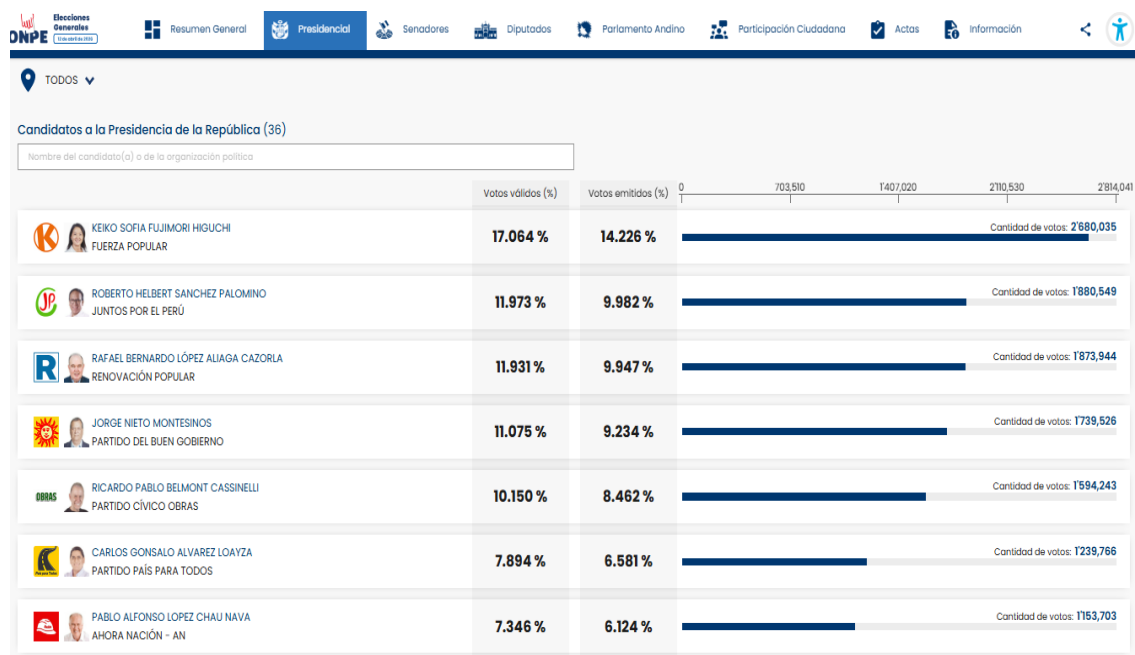 ONPE
Elecciones
Generales
12 de abril de 2026
Resumen General
Presidencial
Senadores
Diputados
Parlamento Andino
Participación Ciudadana
Actas
Información
TODOS
Candidatos a la Presidencia de la República (36)
Nombre del candidato(a) o de la organización política
Votos válidos (%) Votos emitidos (%) 0 703,510 1'407,020 2'110,530 2'814,041
KEIKO SOFIA FUJIMORI HIGUCHI
FUERZA POPULAR
17.064 % 14.226 % Cantidad de votos: 2'680,035
ROBERTO HELBERT SANCHEZ PALOMINO
JUNTOS POR EL PERÚ
11.973 % 9.982 % Cantidad de votos: 1'880,549
RAFAEL BERNARDO LÓPEZ ALIAGA CAZORLA
RENOVACIÓN POPULAR
11.931 % 9.947 % Cantidad de votos: 1'873,944
JORGE NIETO MONTESINOS
PARTIDO DEL BUEN GOBIERNO
11.075 % 9.234 % Cantidad de votos: 1'739,526
OBRAS
RICARDO PABLO BELMONT CASSINELLI
PARTIDO CÍVICO OBRAS
10.150 % 8.462 % Cantidad de votos: 1'594,243
CARLOS GONSALO ALVAREZ LOAYZA
PARTIDO PAÍS PARA TODOS
7.894 % 6.581 % Cantidad de votos: 1'239,766
PABLO ALFONSO LOPEZ CHAU NAVA
AHORA NACIÓN - AN
7.346 % 6.124 % Cantidad de votos: 1'153,703